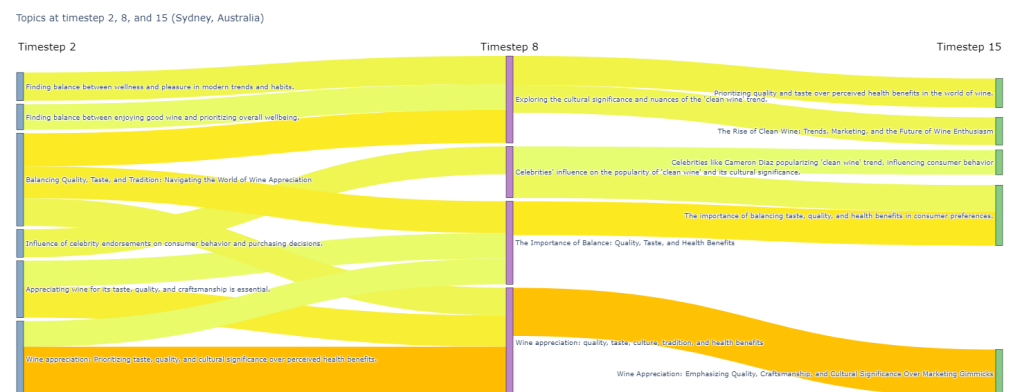 Topics at timestep 2, 8, and 15 (Sydney, Australia)
Timestep 2
Timestep 8
Timestep 15
Finding balance between wellness and pleasure in modern trends and habits.
Finding balance between enjoying good wine and prioritizing overall wellbeing.
Balancing Quality, Taste, and Tradition: Navigating the World of Wine Appreciation
Influence of celebrity endorsements on consumer behavior and purchasing decisions.
Appreciating wine for its taste, quality, and craftsmanship is essential.
Wine appreciation: Prioritizing taste, quality, and cultural significance over perceived health benefits.
Exploring the cultural significance and nuances of the 'clean wine' trend.
Celebrities' influence on the popularity of 'clean wine' and its cultural significance.
The Importance of Balance: Quality, Taste, and Health Benefits
Wine appreciation: quality, taste, culture, tradition, and health benefits
Prioritizing quality and taste over perceived health benefits in the world of wine.
The Rise of Clean Wine: Trends, Marketing, and the Future of Wine Enthusiasm
Celebrities like Cameron Diaz popularizing 'clean wine' trend, influencing consumer behavior
The importance of balancing taste, quality, and health benefits in consumer preferences.
Wine Appreciation: Emphasizing Quality, Craftsmanship, and Cultural Significance Over Marketing Gimmicks